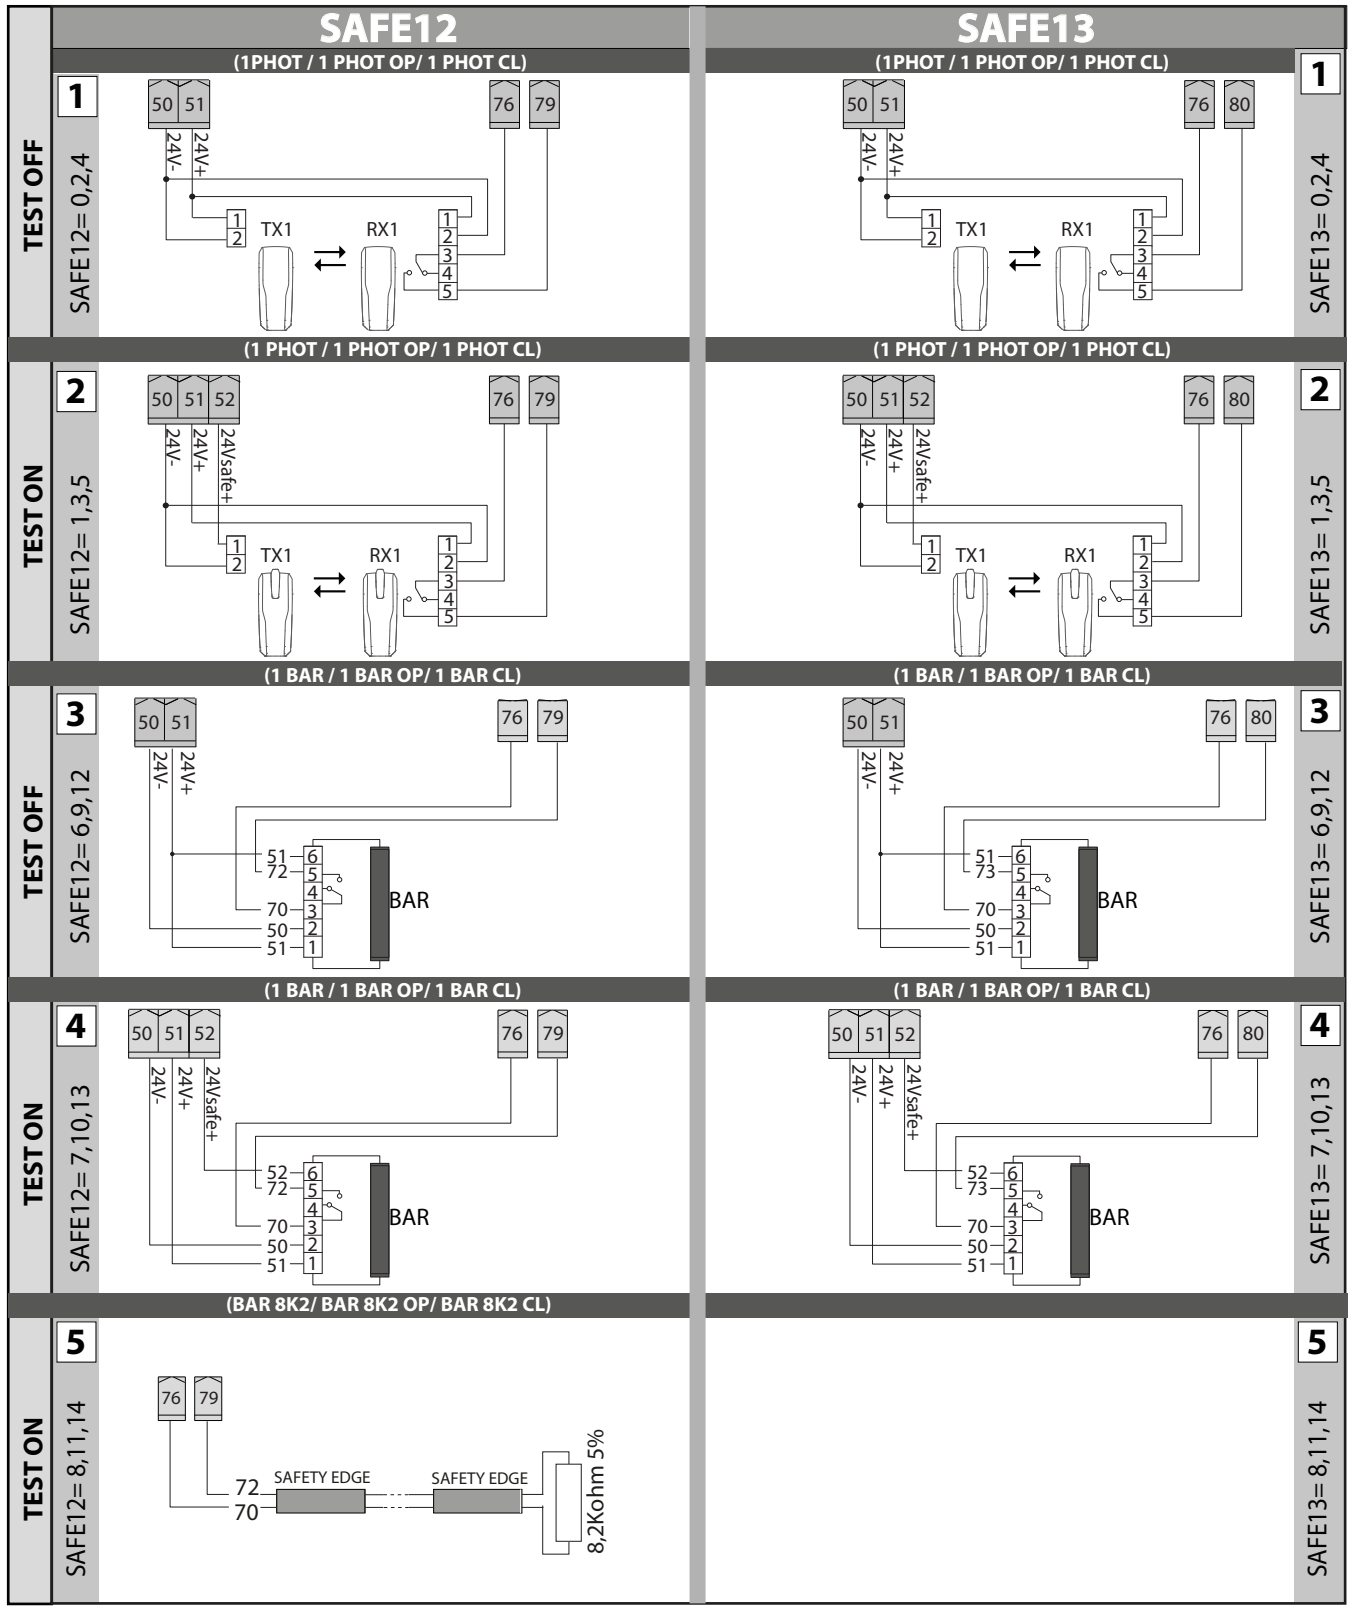 SAFE12
SAFE13
(1PHOT / 1 PHOT OP/ 1 PHOT CL)
(1PHOT / 1 PHOT OP/ 1 PHOT CL)
TEST OFF
1
SAFE12= 0,2,4
50 51 76 79
24V- 24V+
1
2
TX1 RX1
1
2
3
4
5
50 51 76 80
24V- 24V+
1
2
TX1 RX1
1
2
3
4
5
1
SAFE13= 0,2,4
(1 PHOT / 1 PHOT OP/ 1 PHOT CL)
(1 PHOT / 1 PHOT OP/ 1 PHOT CL)
TEST ON
2
SAFE12= 1,3,5
50 51 52 76 79
24V- 24V+ 24Vsafe+
1
2
TX1 RX1
1
2
3
4
5
50 51 52 76 80
24V- 24V+ 24Vsafe+
1
2
TX1 RX1
1
2
3
4
5
2
SAFE13= 1,3,5
(1 BAR / 1 BAR OP/ 1 BAR CL)
(1 BAR / 1 BAR OP/ 1 BAR CL)
TEST OFF
3
SAFE12= 6,9,12
50 51 76 79
24V- 24V+
51 6
72 5
4
70 3
50 2
51 1
BAR
50 51 76 80
24V- 24V+
51 6
73 5
4
70 3
50 2
51 1
BAR
3
SAFE13= 6,9,12
(1 BAR / 1 BAR OP/ 1 BAR CL)
(1 BAR / 1 BAR OP/ 1 BAR CL)
TEST ON
4
SAFE12= 7,10,13
50 51 52 76 79
24V- 24V+ 24Vsafe+
52 6
72 5
4
70 3
50 2
51 1
BAR
50 51 52 76 80
24V- 24V+ 24Vsafe+
52 6
73 5
4
70 3
50 2
51 1
BAR
4
SAFE13= 7,10,13
(BAR 8K2/ BAR 8K2 OP/ BAR 8K2 CL)
TEST ON
5
SAFE12= 8,11,14
76 79
72
70
SAFETY EDGE SAFETY EDGE
8,2Kohm 5%
5
SAFE13= 8,11,14